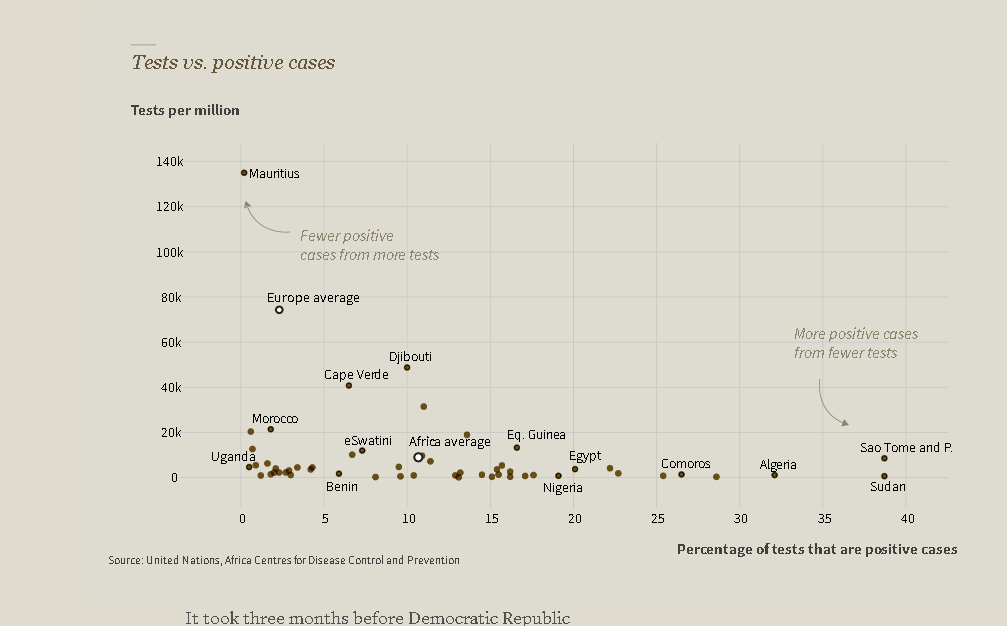 Tests vs. positive cases
Tests per million
140k
Mauritius
120k
Fewer positive
cases from more tests
100k
80k
Europe average
60k
More positive cases
from fewer tests
Djibouti
Cape Verde
40k
Morocco
20k
eSwatini
Africa average
Eq. Guinea
Uganda
Egypt
Comoros
Algeria
Sao Tome and P.
0
Benin
Nigeria
Sudan
0 5 10 15 20 25 30 35 40
Percentage of tests that are positive cases
Source: United Nations, Africa Centres for Disease Control and Prevention
It took three months before Democratic Republic